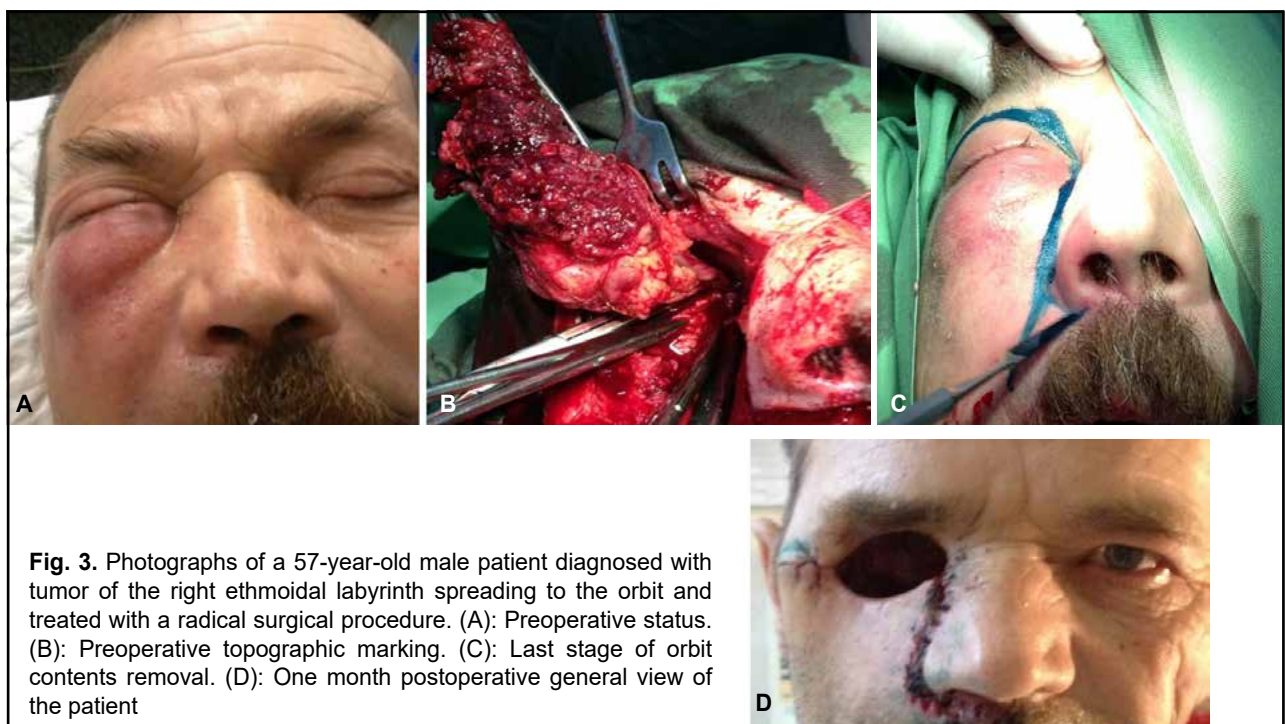 A
B
C
Fig. 3. Photographs of a 57-year-old male patient diagnosed with
tumor of the right ethmoidal labyrinth spreading to the orbit and
treated with a radical surgical procedure. (A): Preoperative status.
(B): Preoperative topographic marking. (C): Last stage of orbit
contents removal. (D): One month postoperative general view of
the patient
D